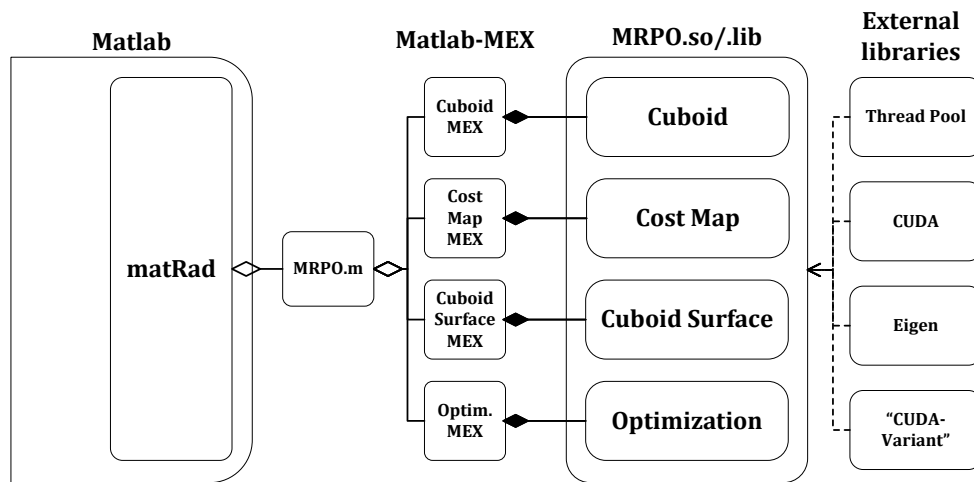 Matlab
matRad
MRPO.m
Matlab-MEX
Cuboid
MEX
Cost
Map
MEX
Cuboid
Surface
MEX
Optim.
MEX
MRPO.so/.lib
Cuboid
Cost Map
Cuboid Surface
Optimization
External
libraries
Thread Pool
CUDA
Eigen
“CUDA-
Variant”